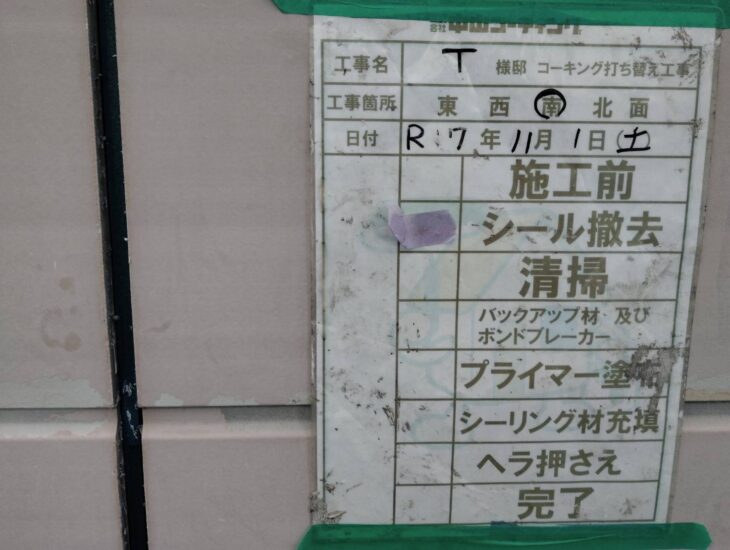 工事名 T 様邸 コーキング打ち替え工事
工事箇所 東 西 南 北 面
日付 R 7 年 11 月 1 日 (土)
施工前
シール撤去
清掃
バックアップ材 及び
ボンドブレーカー
プライマー塗布
シーリング材充填
ヘラ押さえ
完了